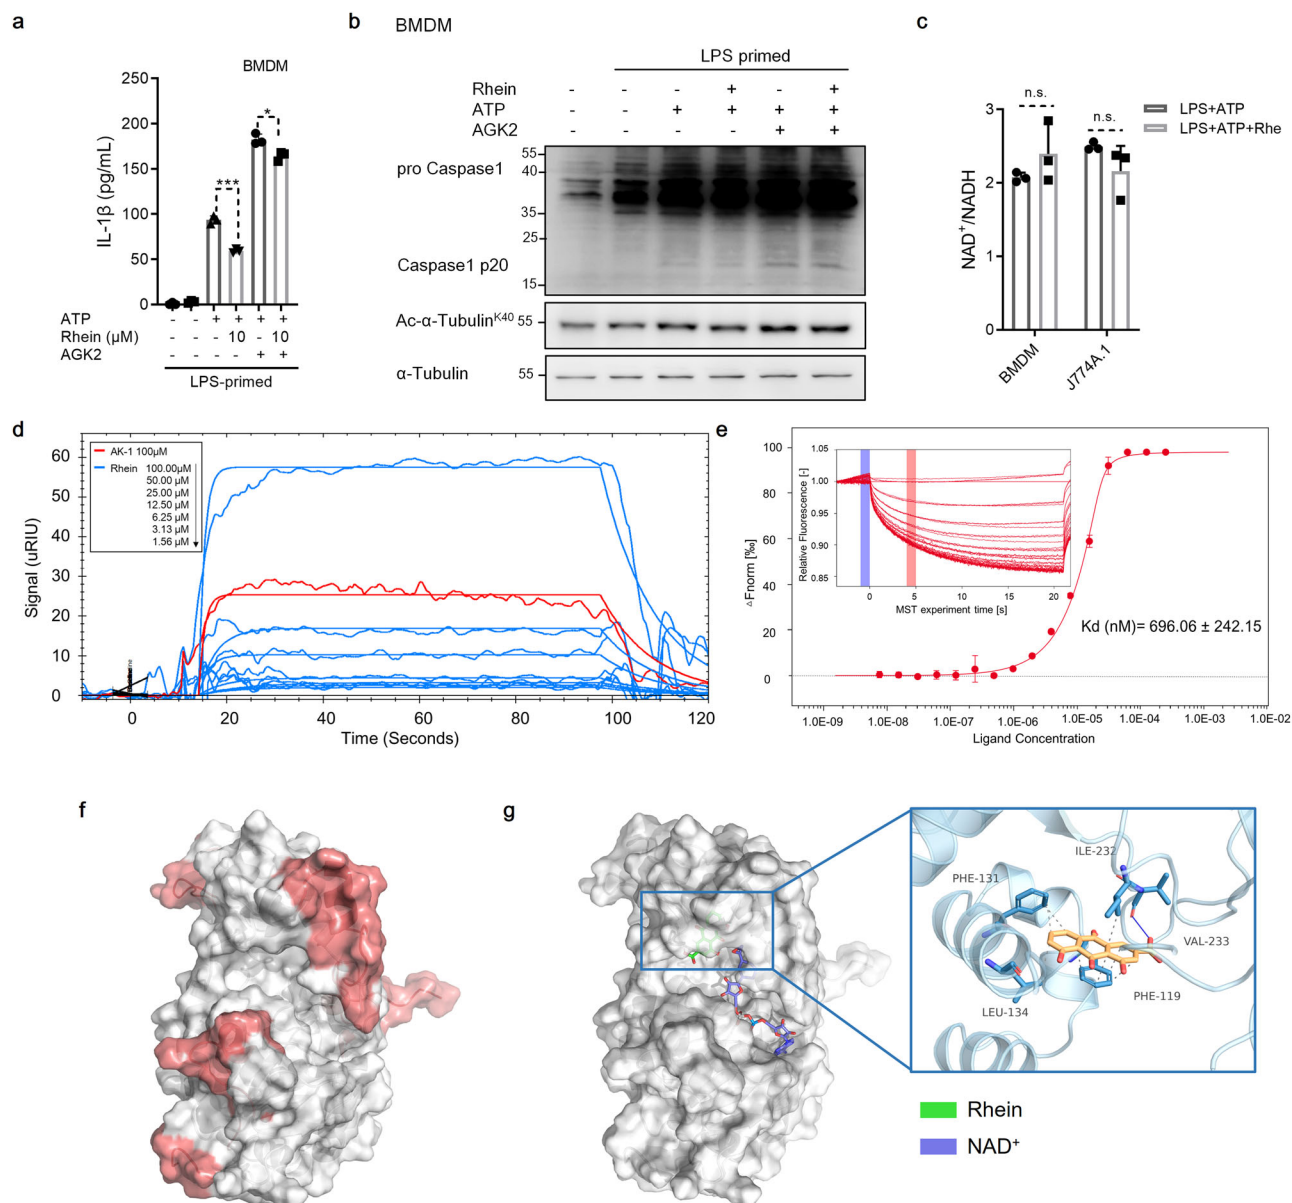 a
BMDM
IL-1β (pg/mL)
250
200
150
100
50
0
***
*
ATP - - + + + +
Rhein (μM) - - - 10 - 10
AGK2 - - - - + +
LPS-primed
b
BMDM
LPS primed
Rhein - - - + - +
ATP - - + + + +
AGK2 - - - - + +
pro Caspase1
55
40
35
25
Caspase1 p20
15
Ac-α-Tubulin^K40 55
α-Tubulin 55
c
NAD⁺/NADH
3
2
1
0
n.s.
n.s.
LPS+ATP
LPS+ATP+Rhe
BMDM
J774A.1
d
AK-1 100μM
Rhein 100.00μM
50.00 μM
25.00 μM
12.50 μM
6.25 μM
3.13 μM
1.56 μM
Signal (uRIU)
60
50
40
30
20
10
0
0 20 40 60 80 100 120
Time (Seconds)
e
△Fnorm [‰]
100
80
60
40
20
0
Relative Fluorescence [-]
1.05
1.00
0.95
0.90
0.85
0 5 10 15 20
MST experiment time [s]
Kd (nM)= 696.06 ± 242.15
1.0E-09 1.0E-08 1.0E-07 1.0E-06 1.0E-05 1.0E-04 1.0E-03 1.0E-02
Ligand Concentration
f
g
ILE-232
PHE-131
VAL-233
LEU-134
PHE-119
Rhein
NAD⁺